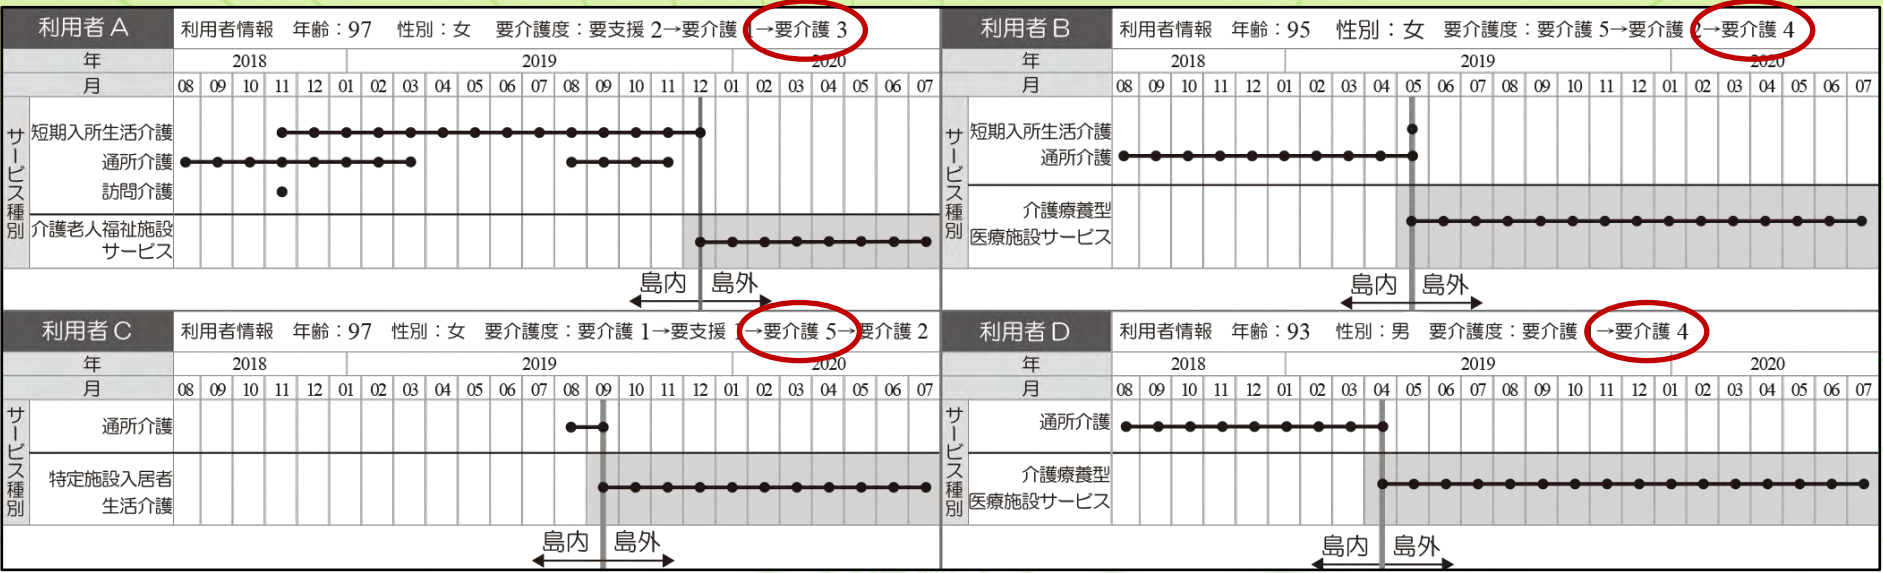 利用者A 利用者情報 年齢：97 性別：女 要介護度：要支援 2→要介護 1→要介護 3
年 2018 2019 2020
月 08 09 10 11 12 01 02 03 04 05 06 07 08 09 10 11 12 01 02 03 04 05 06 07
サービス種別
短期入所生活介護
通所介護
訪問介護
介護老人福祉施設
サービス
島内 島外
利用者B 利用者情報 年齢：95 性別：女 要介護度：要介護 5→要介護 2→要介護 4
年 2018 2019 2020
月 08 09 10 11 12 01 02 03 04 05 06 07 08 09 10 11 12 01 02 03 04 05 06 07
サービス種別
短期入所生活介護
通所介護
介護療養型
医療施設サービス
島内 島外
利用者C 利用者情報 年齢：97 性別：女 要介護度：要介護 1→要支援 1→要介護 5→要介護 2
年 2018 2019 2020
月 08 09 10 11 12 01 02 03 04 05 06 07 08 09 10 11 12 01 02 03 04 05 06 07
サービス種別
通所介護
特定施設入居者
生活介護
島内 島外
利用者D 利用者情報 年齢：93 性別：男 要介護度：要介護 1→要介護 4
年 2018 2019 2020
月 08 09 10 11 12 01 02 03 04 05 06 07 08 09 10 11 12 01 02 03 04 05 06 07
サービス種別
通所介護
介護療養型
医療施設サービス
島内 島外